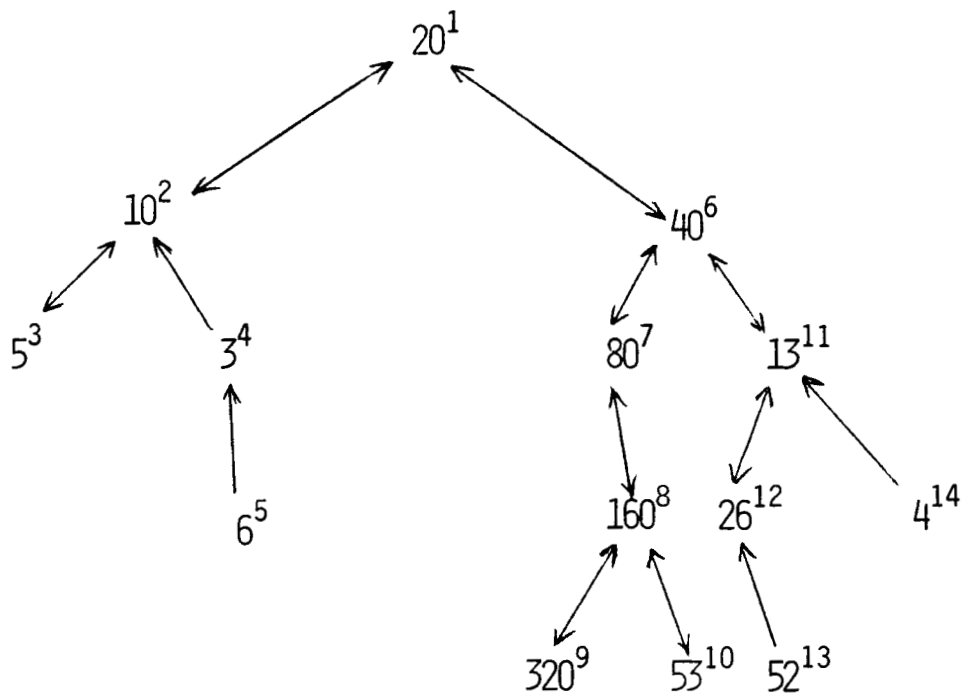 20¹
10² 40⁶
5³ 3⁴ 80⁷ 13¹¹
6⁵ 160⁸ 26¹² 4¹⁴
320⁹ 53¹⁰ 52¹³